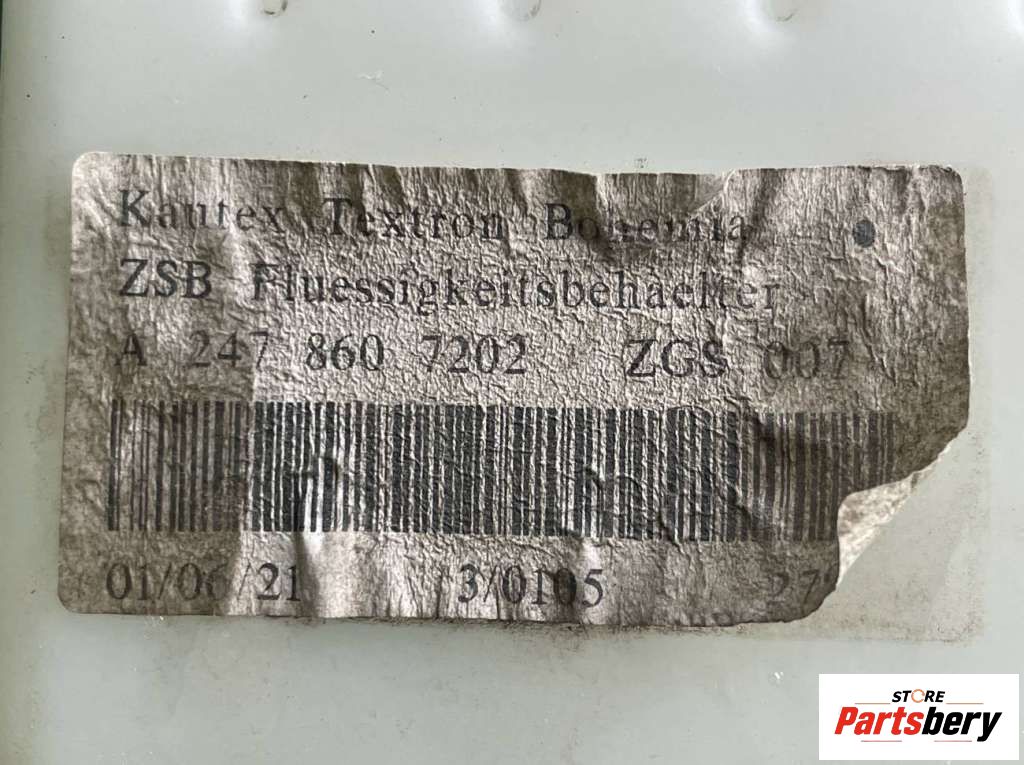 Kautex Textron Bohemia
ZSB Fluessigkeitsbehaelter
A 247 860 7202 ZGS 007
01/06/21 3/0105
STORE
Partsbery